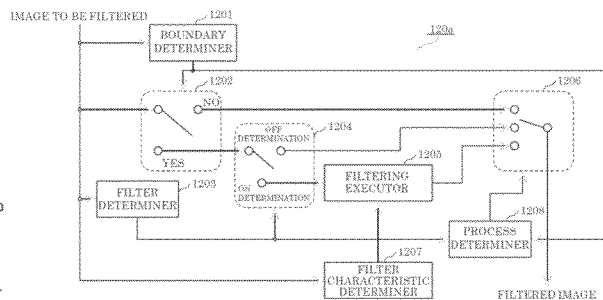 IMAGE TO BE FILTERED
1201
BOUNDARY
DETERMINER
120a
1202
NO
YES
1204
OFF
DETERMINATION
ON
DETERMINATION
1205
FILTERING
EXECUTOR
1206
1203
FILTER
DETERMINER
1208
PROCESS
DETERMINER
1207
FILTER
CHARACTERISTIC
DETERMINER
FILTERED IMAGE